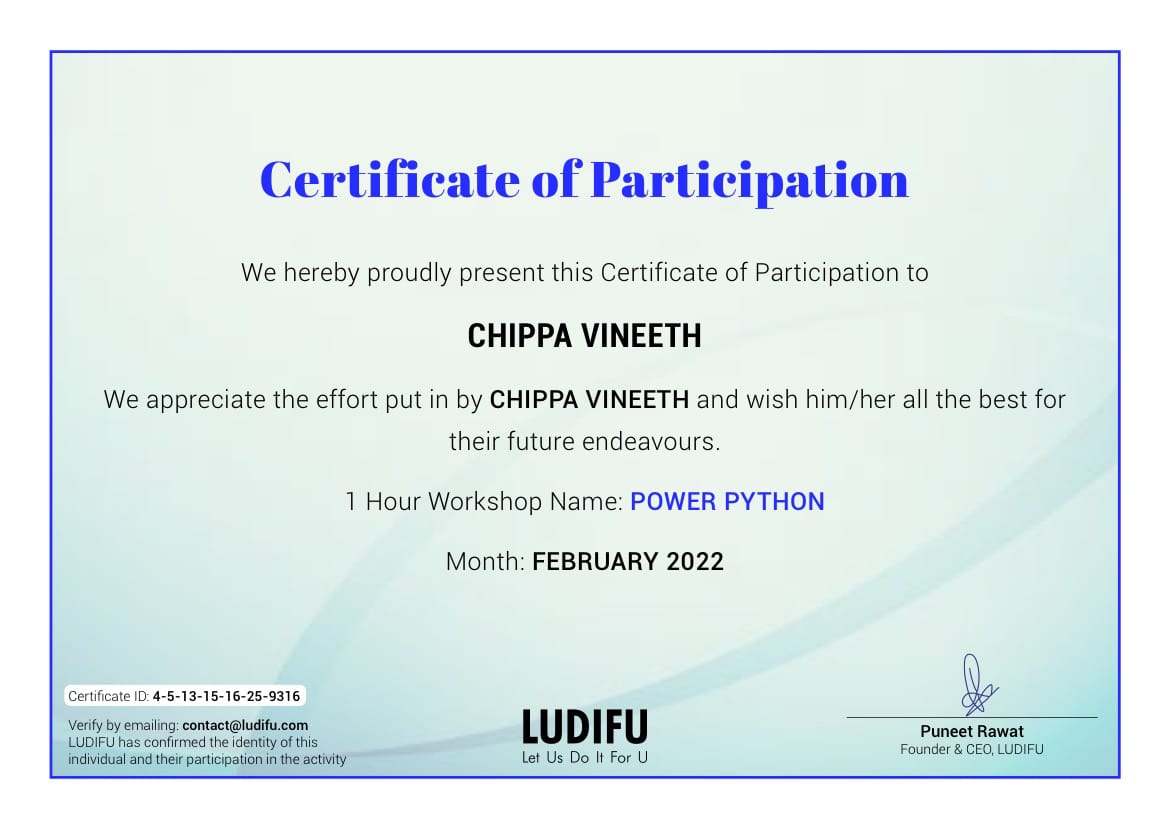 Certificate of Participation
We hereby proudly present this Certificate of Participation to
CHIPPA VINEETH
We appreciate the effort put in by CHIPPA VINEETH and wish him/her all the best for
their future endeavours.
1 Hour Workshop Name: POWER PYTHON
Month: FEBRUARY 2022
Certificate ID: 4-5-13-15-16-25-9316
Verify by emailing: contact@ludifu.com
LUDIFU has confirmed the identity of this
individual and their participation in the activity
LUDIFU
Let Us Do It For U
Puneet Rawat
Founder & CEO, LUDIFU